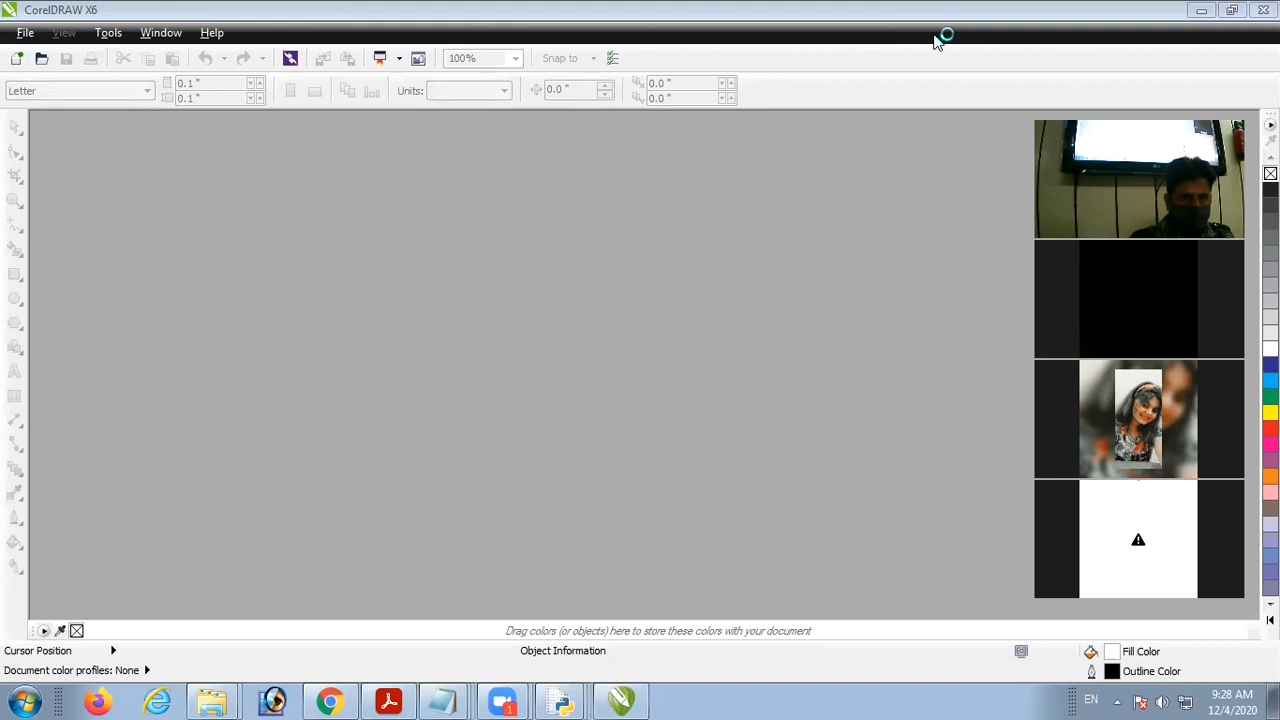 CorelDRAW X6
File View Tools Window Help
100% Snap to
Letter 0.1 " Units: 0.0 " 0.0 "
0.1 " 0.0 "
Drag colors (or objects) here to store these colors with your document
Cursor Position Object Information Fill Color
Document color profiles: None Outline Color
1 EN 9:28 AM
12/4/2020